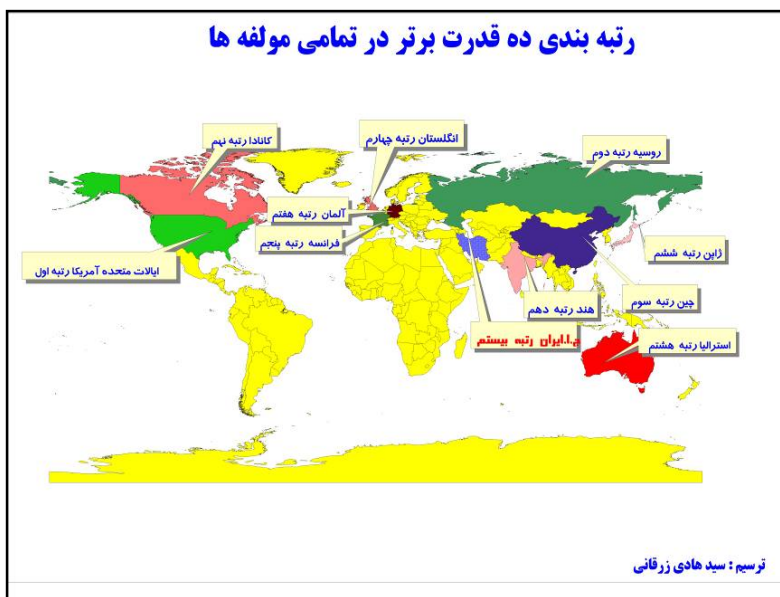 رتبه بندی ده قدرت برتر در تمامی مولفه ها
انگلستان رتبه چهارم
کانادا رتبه نهم
روسیه رتبه دوم
آلمان رتبه هفتم
فرانسه رتبه پنجم
ژاپن رتبه ششم
ایالات متحده آمریکا رتبه اول
چین رتبه سوم
هند رتبه دهم
ج.ا.ایران رتبه بیستم
استرالیا رتبه هشتم
ترسیم : سید هادی زرقانی